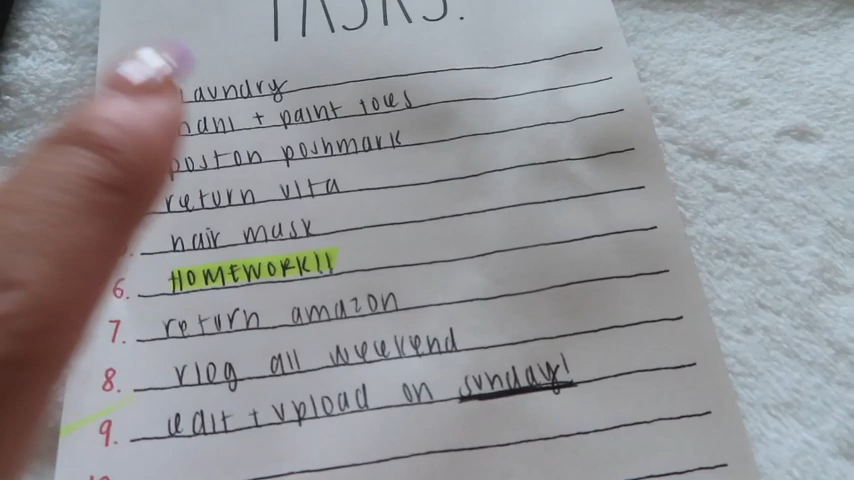 TASKS.
laundry
mani + paint toes
post on poshmark
return vita
hair mask
6. HOMEWORK!!
7. return amazon
8. vlog all weekend
9. edit + upload on sunday!